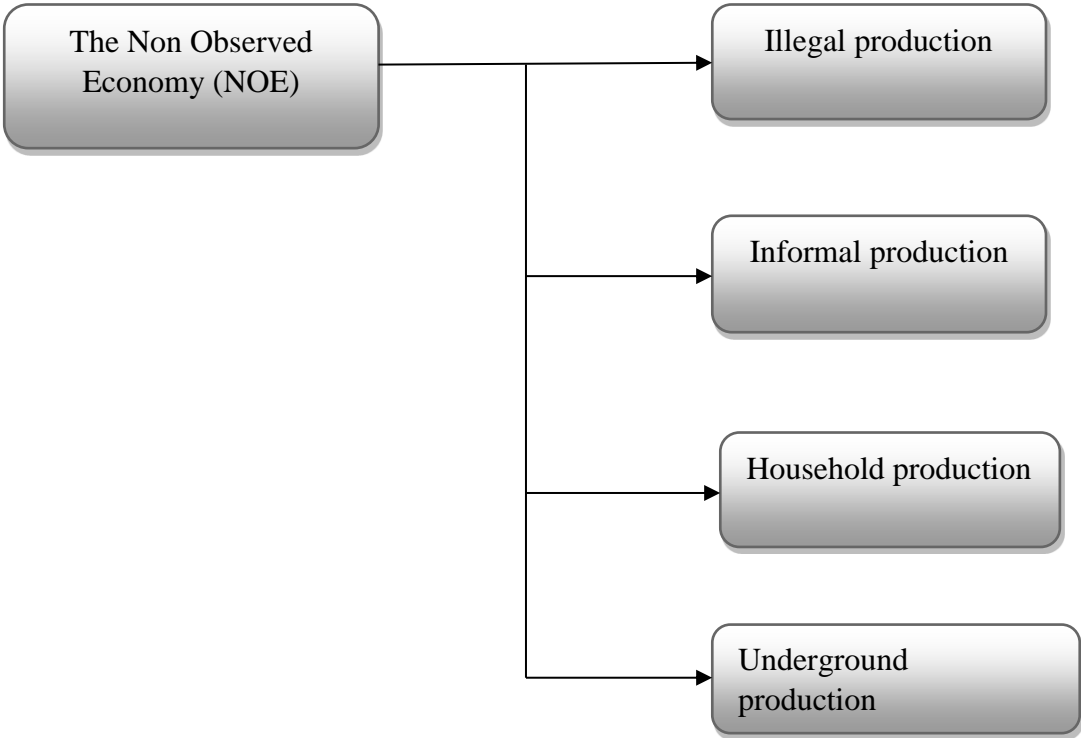 The Non Observed
Economy (NOE)
Illegal production
Informal production
Household production
Underground
production